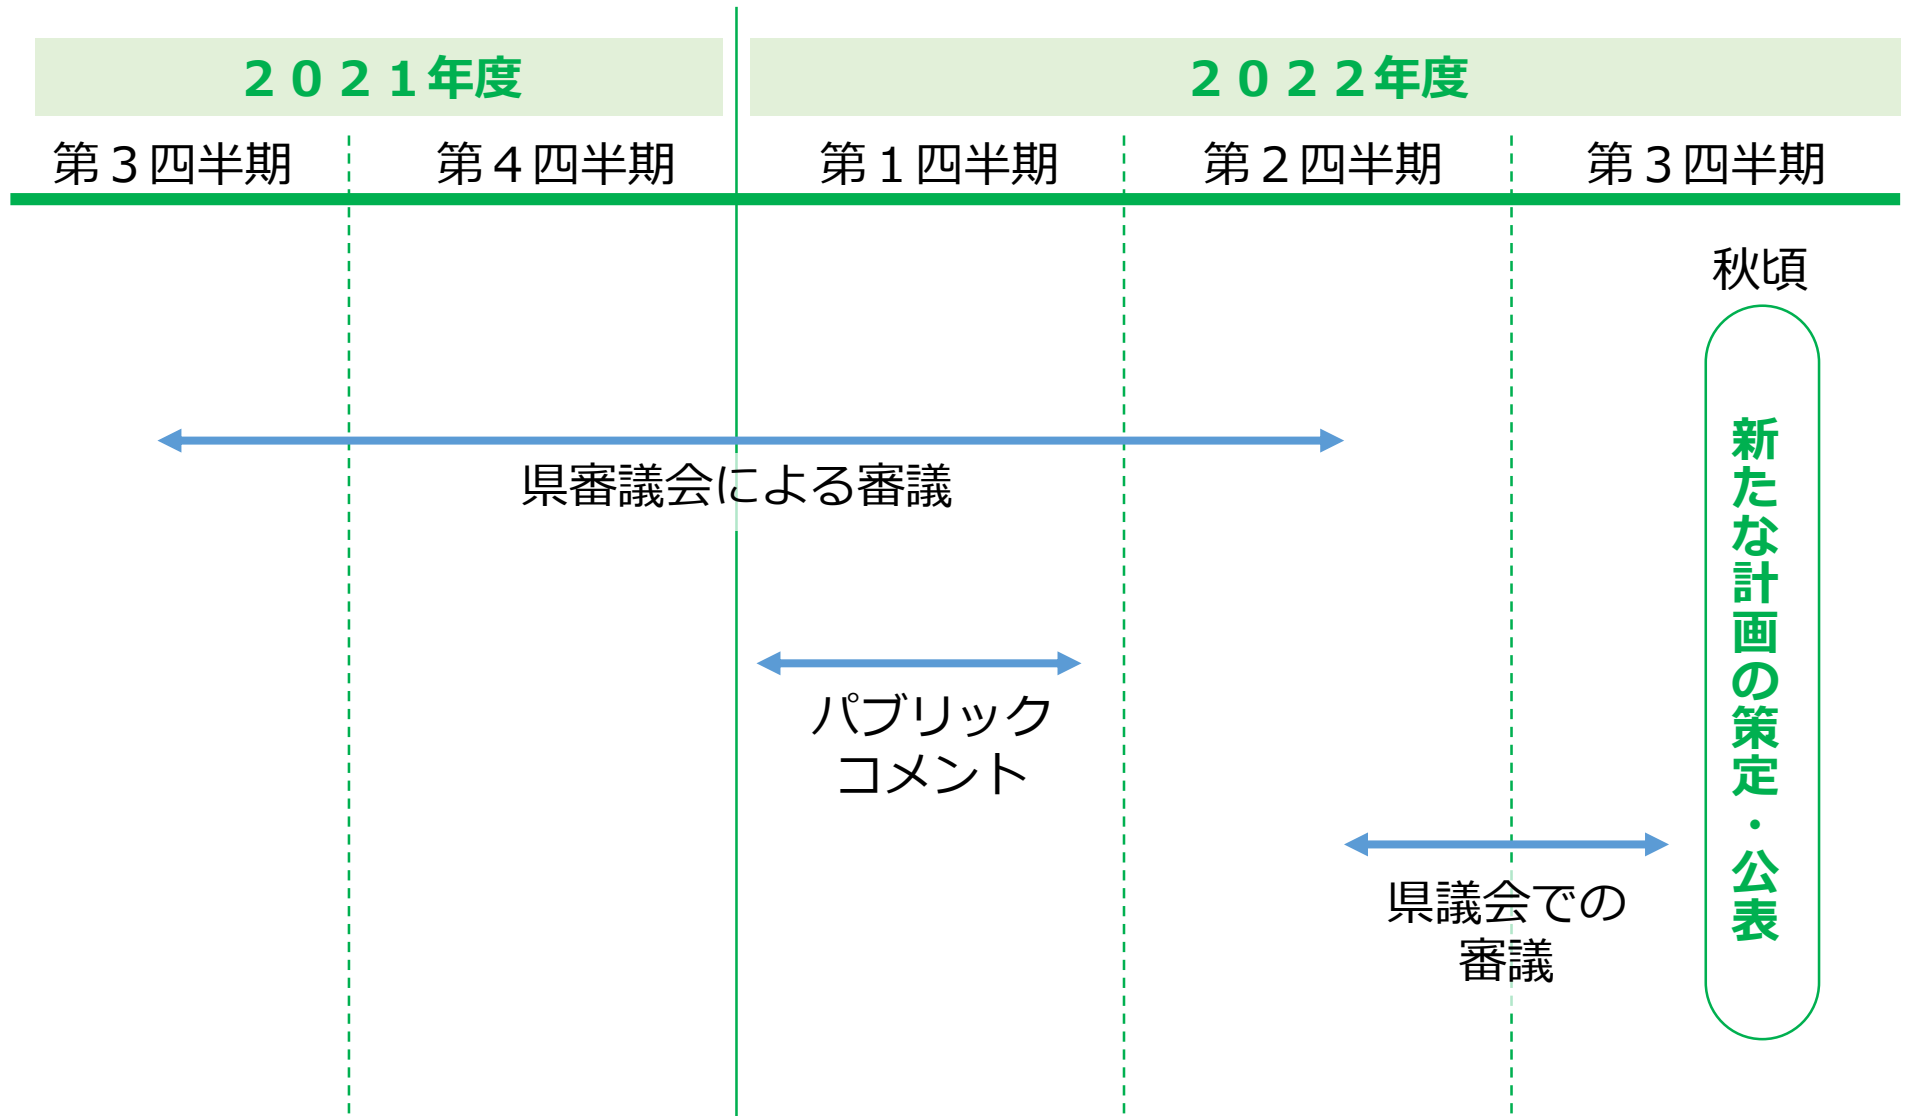 ２０２１年度
２０２２年度
第３四半期
第４四半期
第１四半期
第２四半期
第３四半期
秋頃
県審議会による審議
パブリック
コメント
県議会での
審議
新たな計画の策定・公表